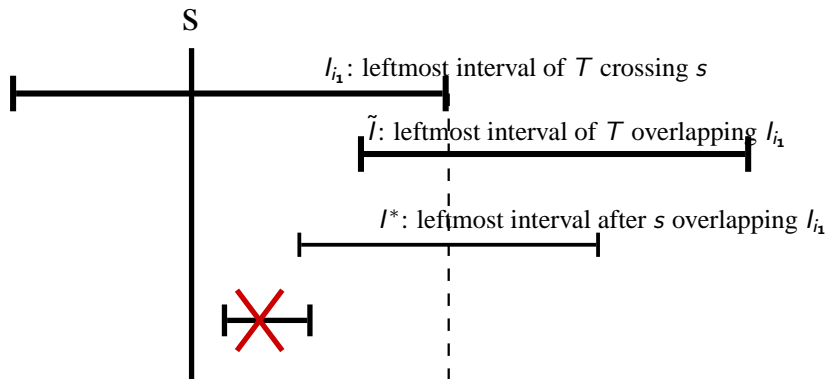 S
I_{i_1}: leftmost interval of T crossing s
Ĩ: leftmost interval of T overlapping I_{i_1}
I*: leftmost interval after s overlapping I_{i_1}